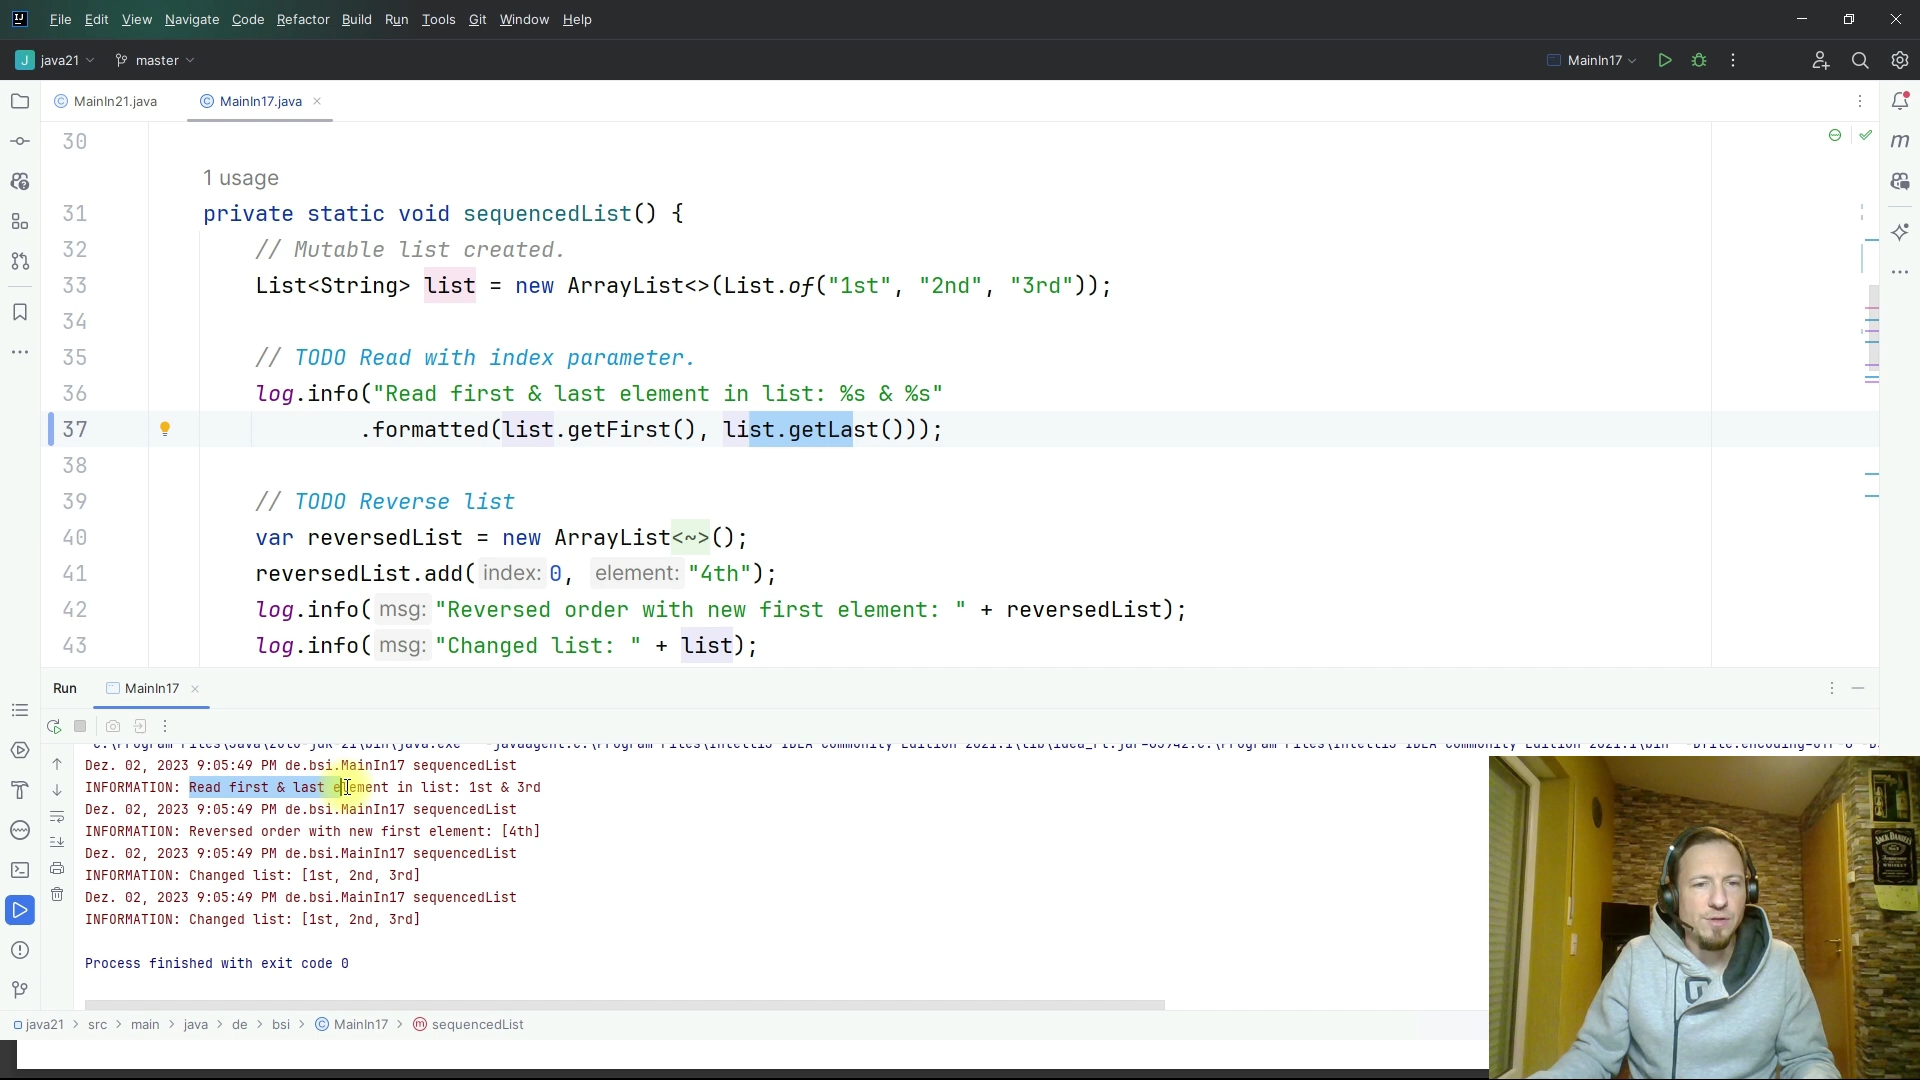 File Edit View Navigate Code Refactor Build Run Tools Git Window Help
java21 master MainIn17
MainIn21.java MainIn17.java
30
1 usage
31 private static void sequencedList() {
32 // Mutable list created.
33 List<String> list = new ArrayList<>(List.of("1st", "2nd", "3rd"));
34
35 // TODO Read with index parameter.
36 log.info("Read first & last element in list: %s & %s"
37 .formatted(list.getFirst(), list.getLast()));
38
39 // TODO Reverse list
40 var reversedList = new ArrayList<~>();
41 reversedList.add( index: 0, element: "4th");
42 log.info( msg: "Reversed order with new first element: " + reversedList);
43 log.info( msg: "Changed list: " + list);
Run MainIn17
Dez. 02, 2023 9:05:49 PM de.bsi.MainIn17 sequencedList
INFORMATION: Read first & last element in list: 1st & 3rd
Dez. 02, 2023 9:05:49 PM de.bsi.MainIn17 sequencedList
INFORMATION: Reversed order with new first element: [4th]
Dez. 02, 2023 9:05:49 PM de.bsi.MainIn17 sequencedList
INFORMATION: Changed list: [1st, 2nd, 3rd]
Dez. 02, 2023 9:05:49 PM de.bsi.MainIn17 sequencedList
INFORMATION: Changed list: [1st, 2nd, 3rd]
Process finished with exit code 0
java21 > src > main > java > de > bsi > MainIn17 > sequencedList